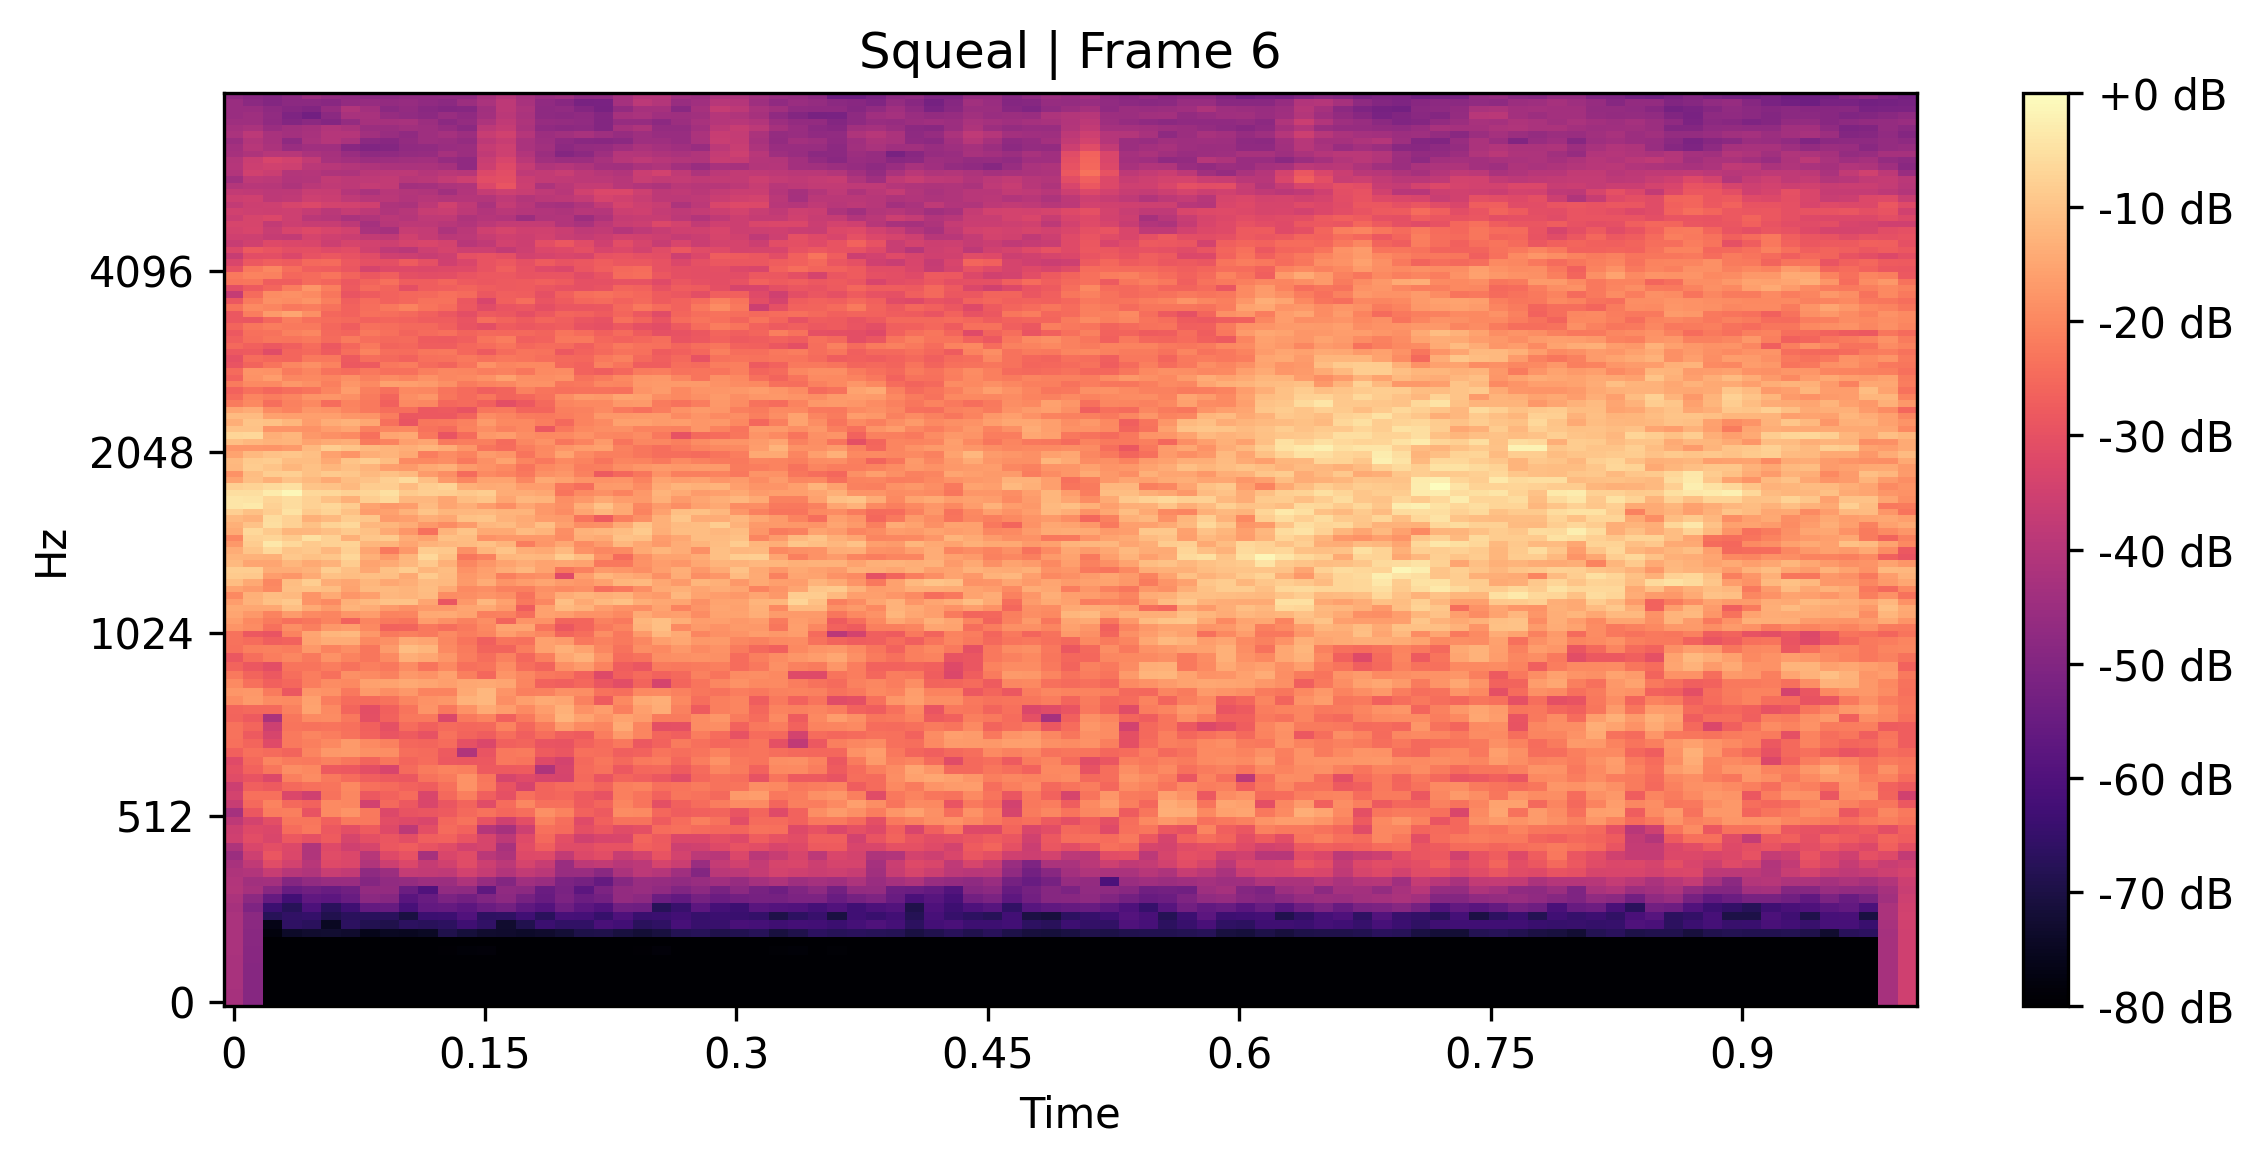 Squeal | Frame 6
+0 dB
-10 dB
-20 dB
-30 dB
-40 dB
-50 dB
-60 dB
-70 dB
-80 dB
Hz
4096
2048
1024
512
0
0 0.15 0.3 0.45 0.6 0.75 0.9
Time